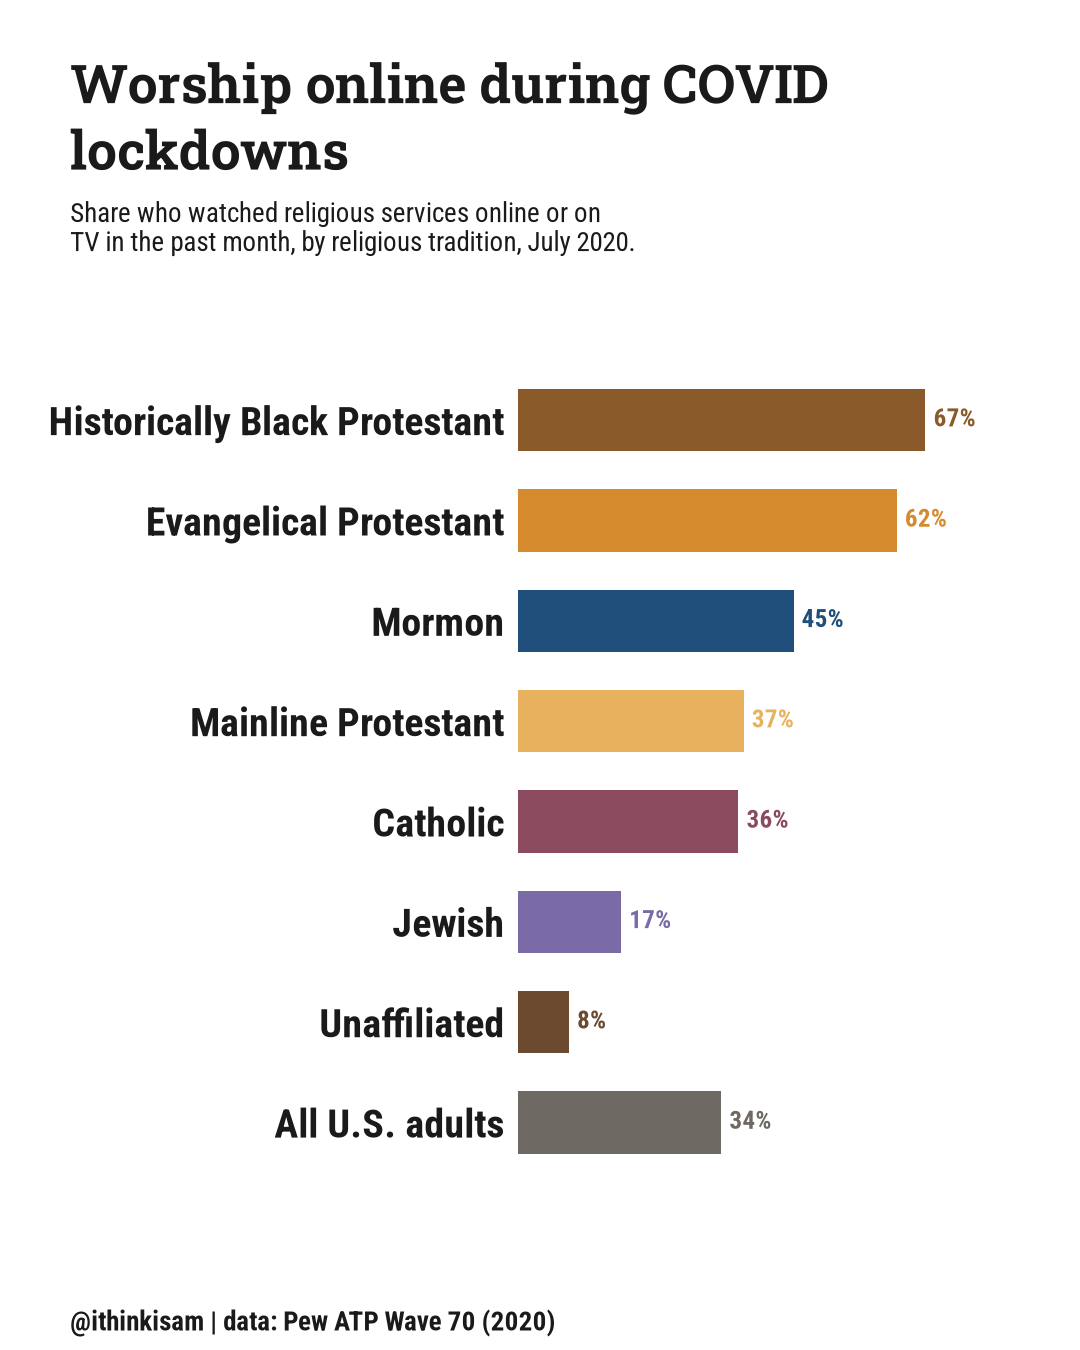 Worship online during COVID
lockdowns
Share who watched religious services online or on
TV in the past month, by religious tradition, July 2020.
Historically Black Protestant 67%
Evangelical Protestant 62%
Mormon 45%
Mainline Protestant 37%
Catholic 36%
Jewish 17%
Unaffiliated 8%
All U.S. adults 34%
@ithinkisam | data: Pew ATP Wave 70 (2020)